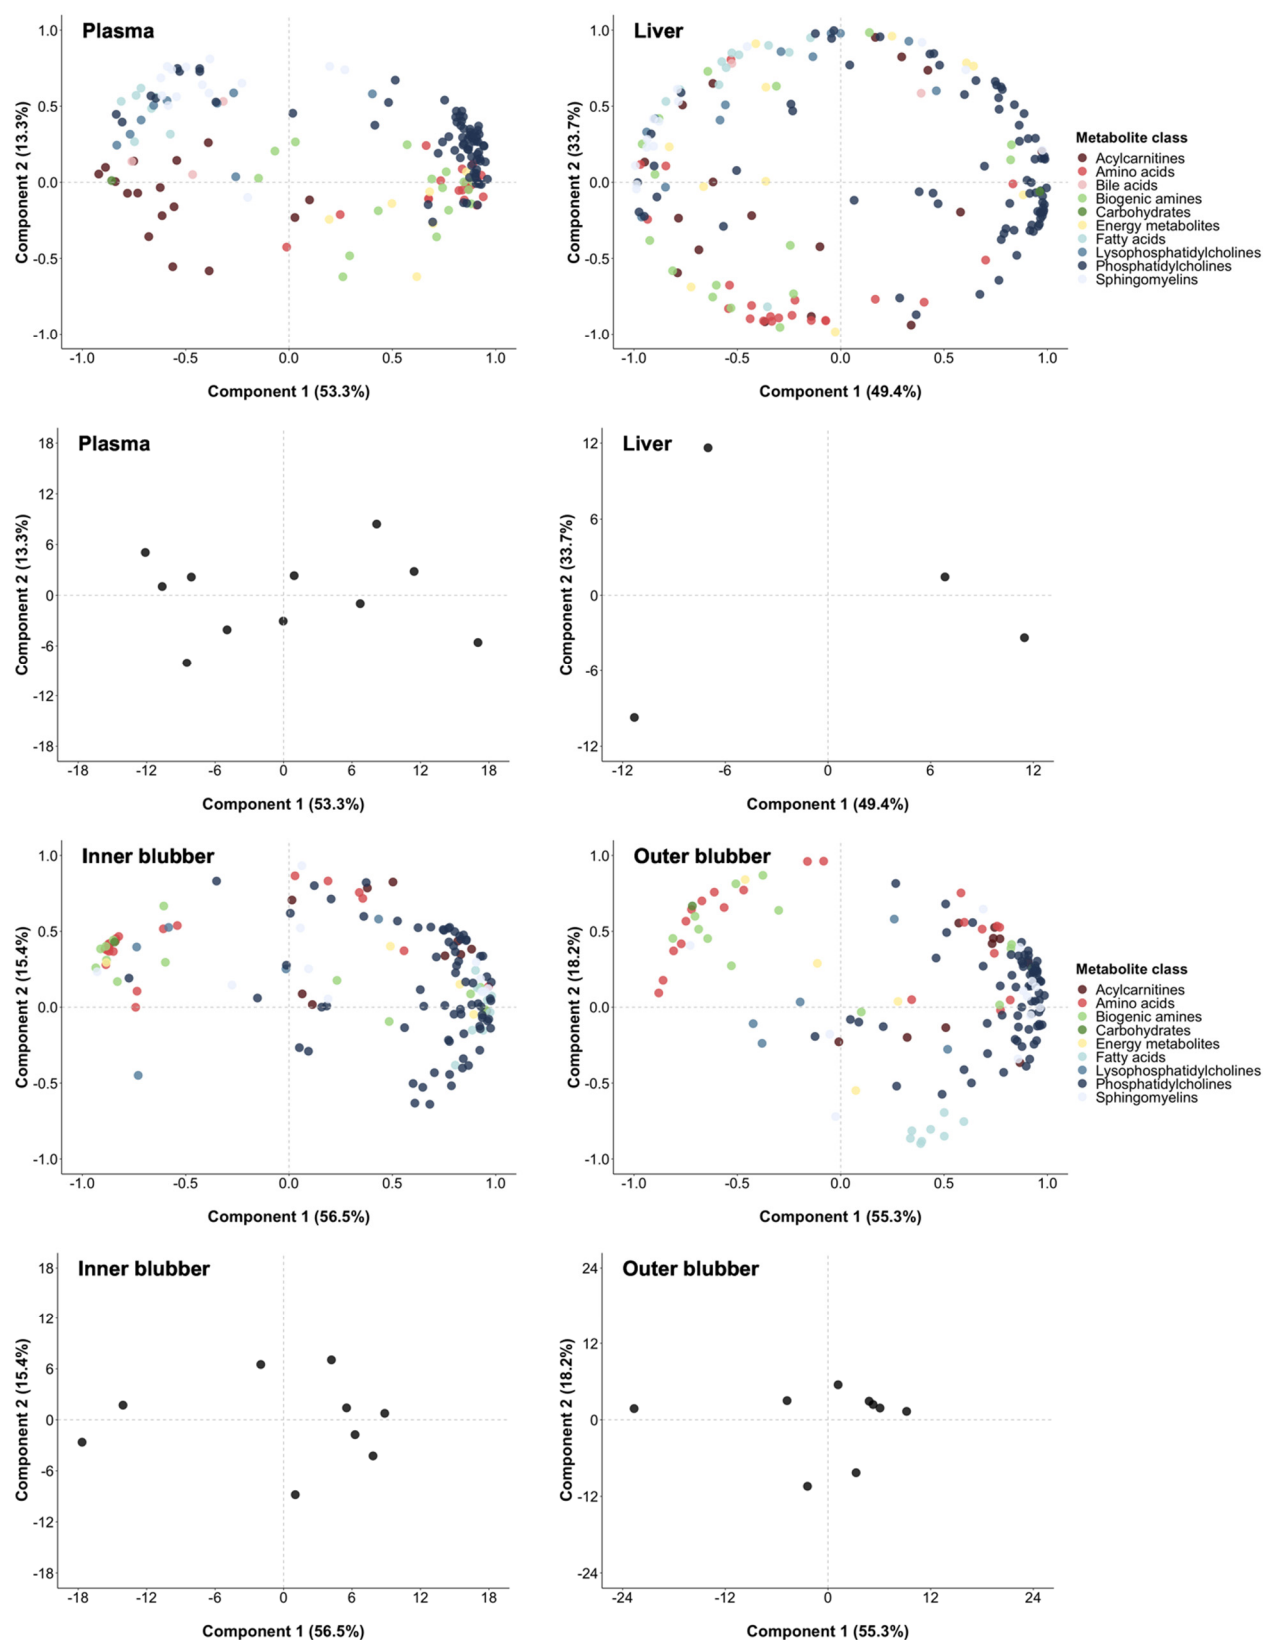 Plasma
1.0
0.5
0.0
-0.5
-1.0
Component 2 (13.3%)
-1.0 -0.5 0.0 0.5 1.0
Component 1 (53.3%)
Liver
1.0
0.5
0.0
-0.5
-1.0
Component 2 (33.7%)
-1.0 -0.5 0.0 0.5 1.0
Component 1 (49.4%)
Metabolite class
Acylcarnitines
Amino acids
Bile acids
Biogenic amines
Carbohydrates
Energy metabolites
Fatty acids
Lysophosphatidylcholines
Phosphatidylcholines
Sphingomyelins
Plasma
18
12
6
0
-6
-12
-18
Component 2 (13.3%)
-18 -12 -6 0 6 12 18
Component 1 (53.3%)
Liver
12
6
0
-6
-12
Component 2 (33.7%)
-12 -6 0 6 12
Component 1 (49.4%)
Inner blubber
1.0
0.5
0.0
-0.5
-1.0
Component 2 (15.4%)
-1.0 -0.5 0.0 0.5 1.0
Component 1 (56.5%)
Outer blubber
1.0
0.5
0.0
-0.5
-1.0
Component 2 (18.2%)
-1.0 -0.5 0.0 0.5 1.0
Component 1 (55.3%)
Metabolite class
Acylcarnitines
Amino acids
Biogenic amines
Carbohydrates
Energy metabolites
Fatty acids
Lysophosphatidylcholines
Phosphatidylcholines
Sphingomyelins
Inner blubber
18
12
6
0
-6
-12
-18
Component 2 (15.4%)
-18 -12 -6 0 6 12 18
Component 1 (56.5%)
Outer blubber
24
12
0
-12
-24
Component 2 (18.2%)
-24 -12 0 12 24
Component 1 (55.3%)